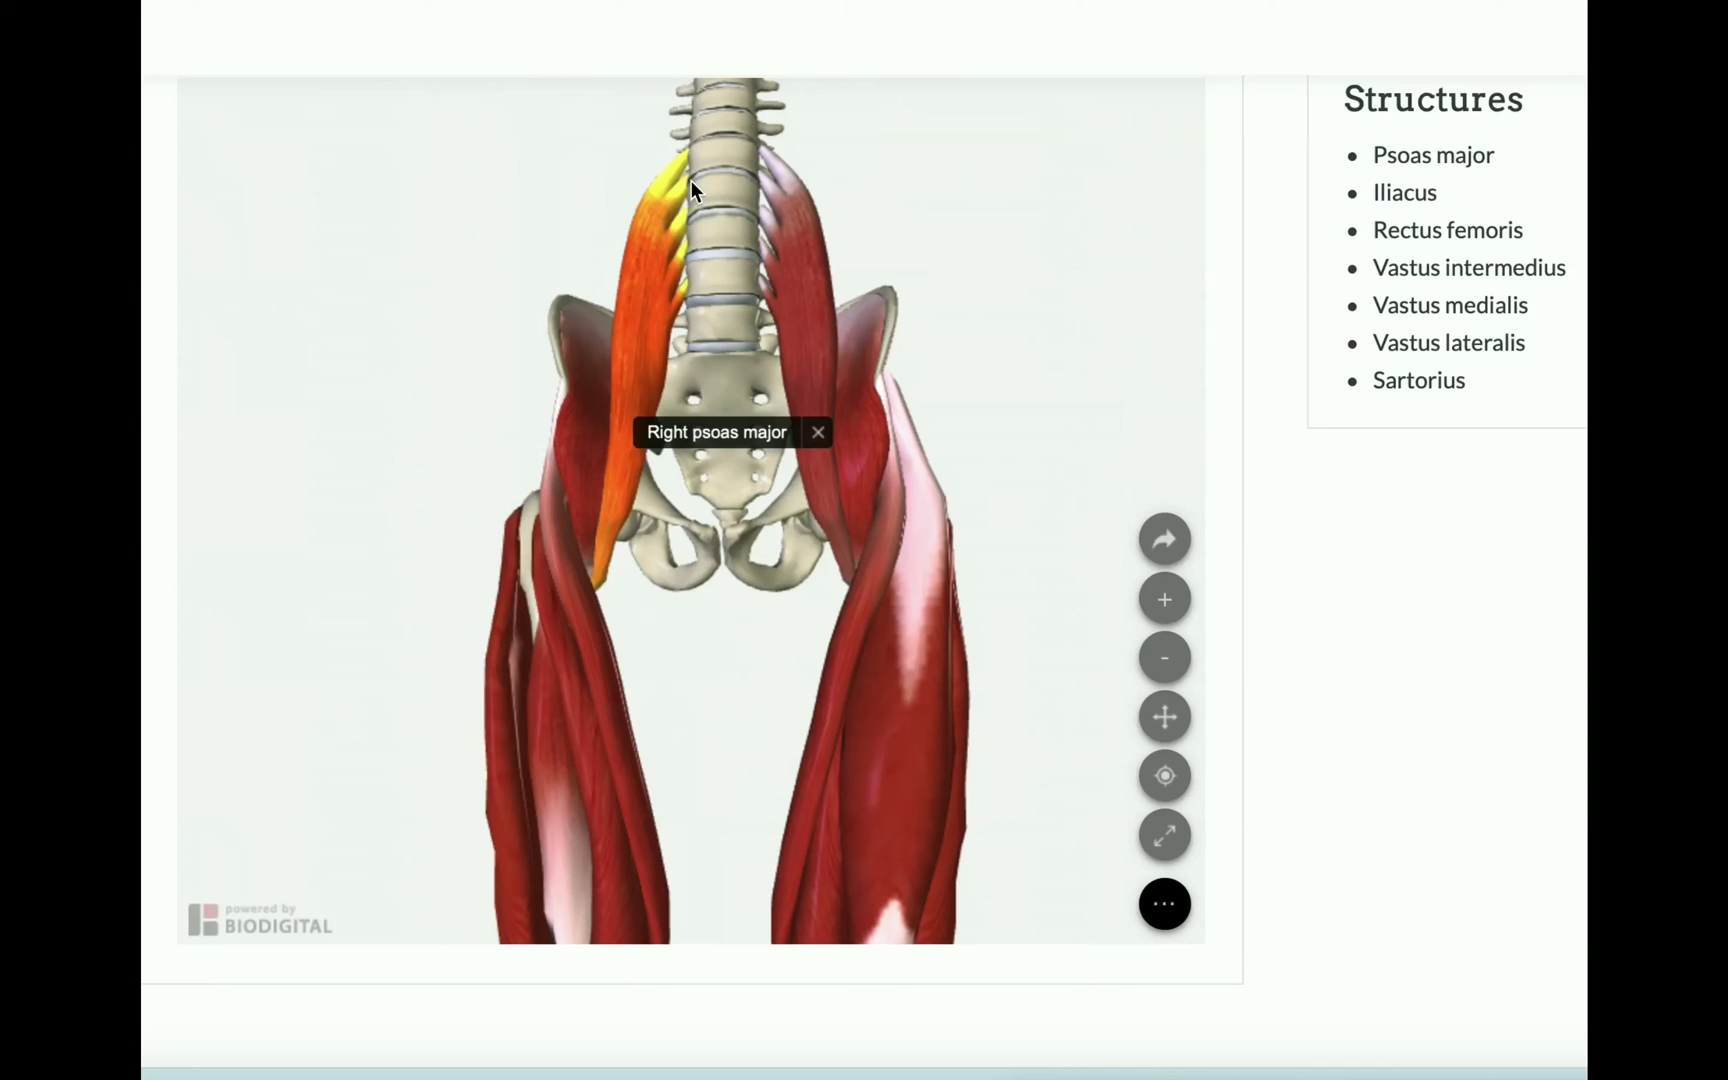 Structures
Psoas major
Iliacus
Rectus femoris
Vastus intermedius
Vastus medialis
Vastus lateralis
Sartorius
Right psoas major
powered by
BIODIGITAL